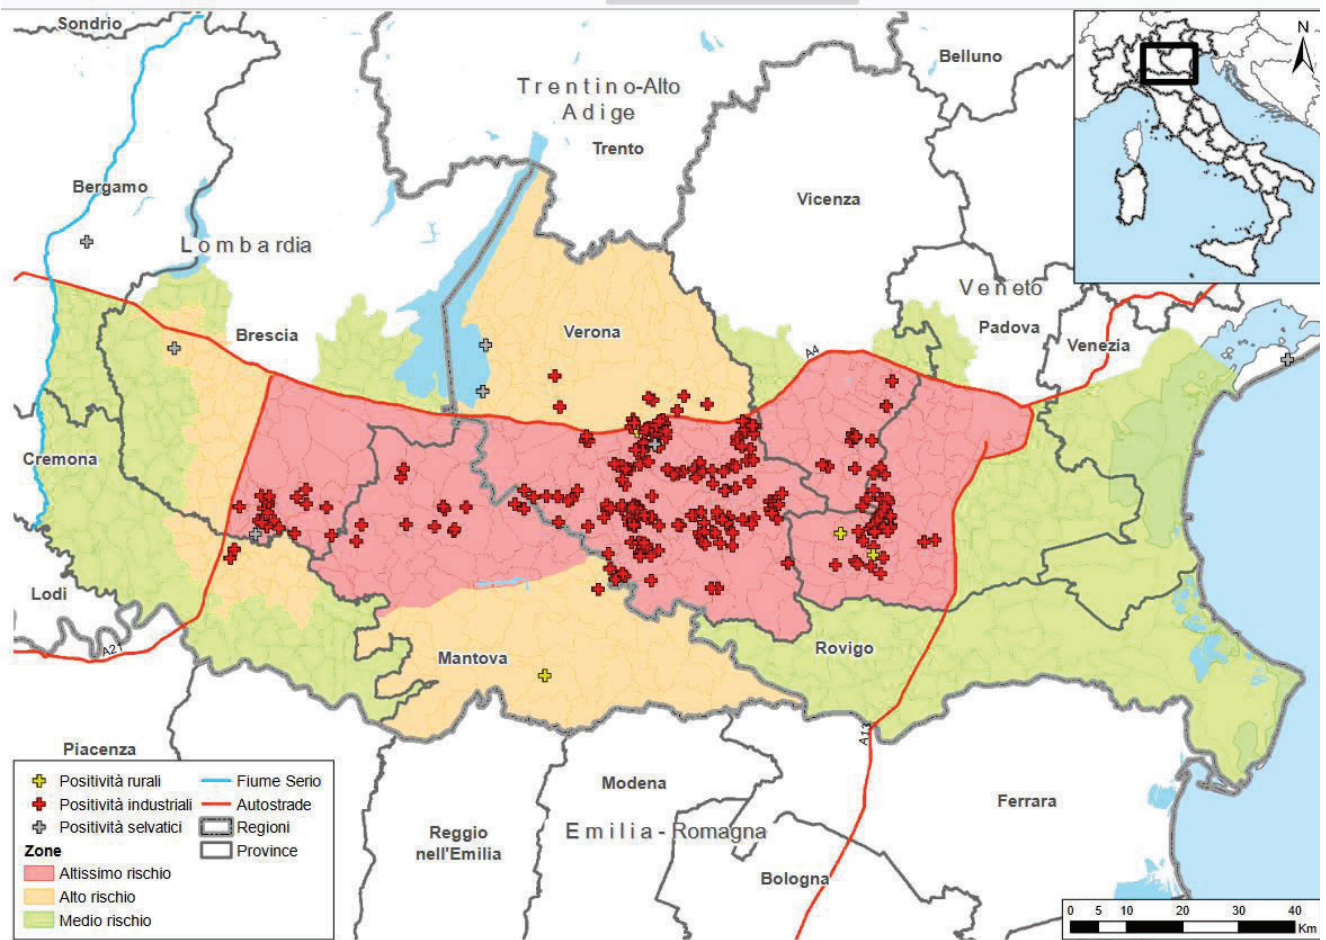 Sondrio
Belluno
N
Trentino-Alto
Adige
Trento
Bergamo
Vicenza
Lombardia
Veneto
Brescia
Verona
Padova
Venezia
A4
Cremona
Lodi
A21
Mantova
Rovigo
A13
Piacenza
Modena
Ferrara
Reggio
nell'Emilia
Emilia-Romagna
Bologna
Positività rurali
Positività industriali
Positività selvatici
Fiume Serio
Autostrade
Regioni
Province
Zone
Altissimo rischio
Alto rischio
Medio rischio
0 5 10 20 30 40
Km